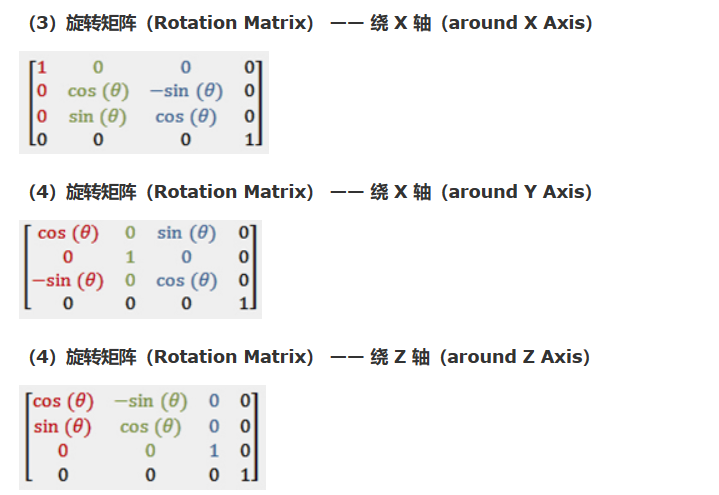 （3）旋转矩阵（Rotation Matrix） —— 绕 X 轴（around X Axis）
1 0 0 0
0 cos (θ) −sin (θ) 0
0 sin (θ) cos (θ) 0
0 0 0 1
（4）旋转矩阵（Rotation Matrix） —— 绕 X 轴（around Y Axis）
cos (θ) 0 sin (θ) 0
0 1 0 0
−sin (θ) 0 cos (θ) 0
0 0 0 1
（4）旋转矩阵（Rotation Matrix） —— 绕 Z 轴（around Z Axis）
cos (θ) −sin (θ) 0 0
sin (θ) cos (θ) 0 0
0 0 1 0
0 0 0 1